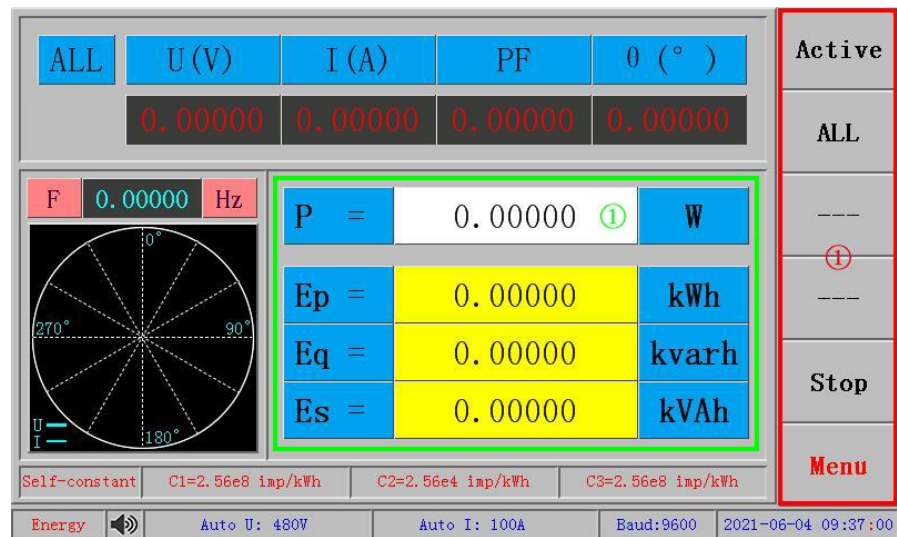 ALL U(V) I(A) PF θ(°)
0.00000 0.00000 0.00000 0.00000
F 0.00000 Hz
0°
270° 90°
180°
U
I
P = 0.00000 ① W
Ep = 0.00000 kWh
Eq = 0.00000 kvarh
Es = 0.00000 kVAh
Active
ALL
---
①
---
Stop
Menu
Self-constant C1=2.56e8 imp/kWh C2=2.56e4 imp/kWh C3=2.56e8 imp/kWh
Energy Auto U: 480V Auto I: 100A Baud:9600 2021-06-04 09:37:00